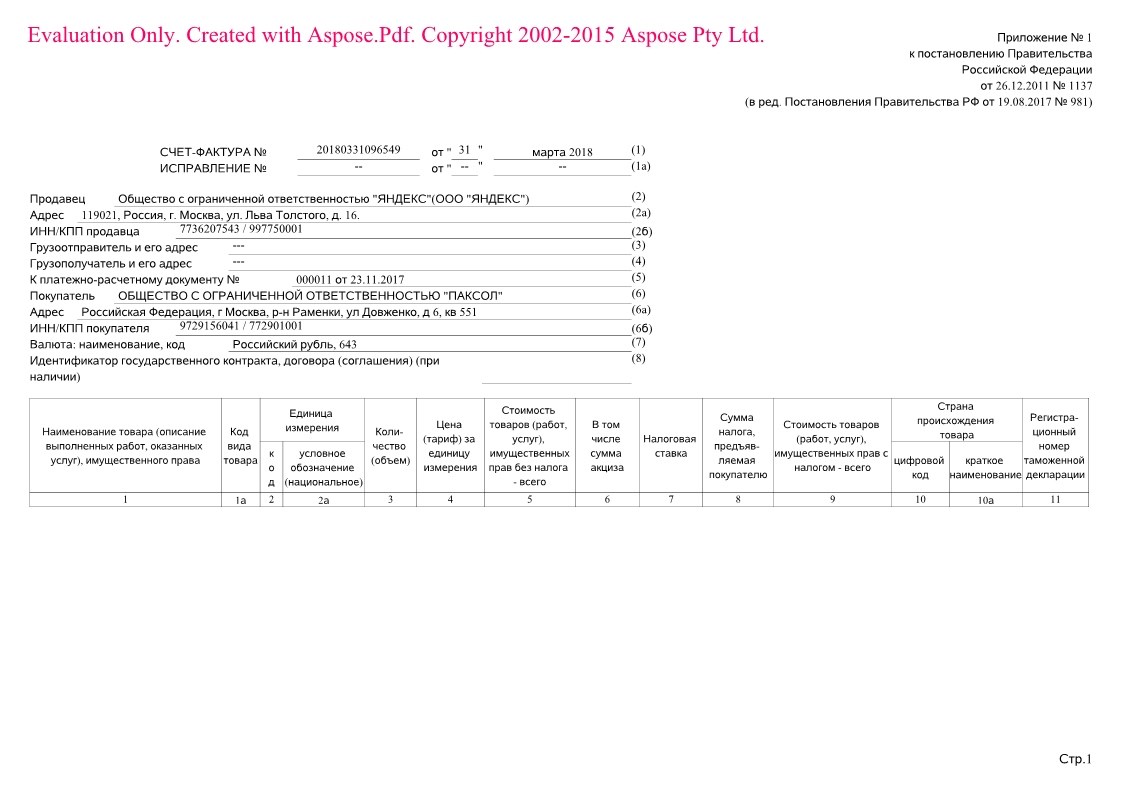 Evaluation Only. Created with Aspose.Pdf. Copyright 2002-2015 Aspose Pty Ltd.
Приложение № 1
к постановлению Правительства
Российской Федерации
от 26.12.2011 № 1137
(в ред. Постановления Правительства РФ от 19.08.2017 № 981)
СЧЕТ-ФАКТУРА № 20180331096549 от " 31 " марта 2018 (1)
ИСПРАВЛЕНИЕ № -- от " -- " -- (1а)
Продавец Общество с ограниченной ответственностью "ЯНДЕКС"(ООО "ЯНДЕКС") (2)
Адрес 119021, Россия, г. Москва, ул. Льва Толстого, д. 16. (2а)
ИНН/КПП продавца 7736207543 / 997750001 (2б)
Грузоотправитель и его адрес --- (3)
Грузополучатель и его адрес --- (4)
К платежно-расчетному документу № 000011 от 23.11.2017 (5)
Покупатель ОБЩЕСТВО С ОГРАНИЧЕННОЙ ОТВЕТСТВЕННОСТЬЮ "ПАКСОЛ" (6)
Адрес Российская Федерация, г Москва, р-н Раменки, ул Довженко, д 6, кв 551 (6а)
ИНН/КПП покупателя 9729156041 / 772901001 (6б)
Валюта: наименование, код Российский рубль, 643 (7)
Идентификатор государственного контракта, договора (соглашения) (при (8)
наличии)
Наименование товара (описание
выполненных работ, оказанных
услуг), имущественного права
Код
вида
товара
Единица
измерения
к
о
д
условное
обозначение
(национальное)
Коли-
чество
(объем)
Цена
(тариф) за
единицу
измерения
Стоимость
товаров (работ,
услуг),
имущественных
прав без налога
- всего
В том
числе
сумма
акциза
Налоговая
ставка
Сумма
налога,
предъяв-
ляемая
покупателю
Стоимость товаров
(работ, услуг),
имущественных прав с
налогом - всего
Страна
происхождения
товара
цифровой
код
краткое
наименование
Регистра-
ционный
номер
таможенной
декларации
1 1а 2 2а 3 4 5 6 7 8 9 10 10а 11
Стр.1